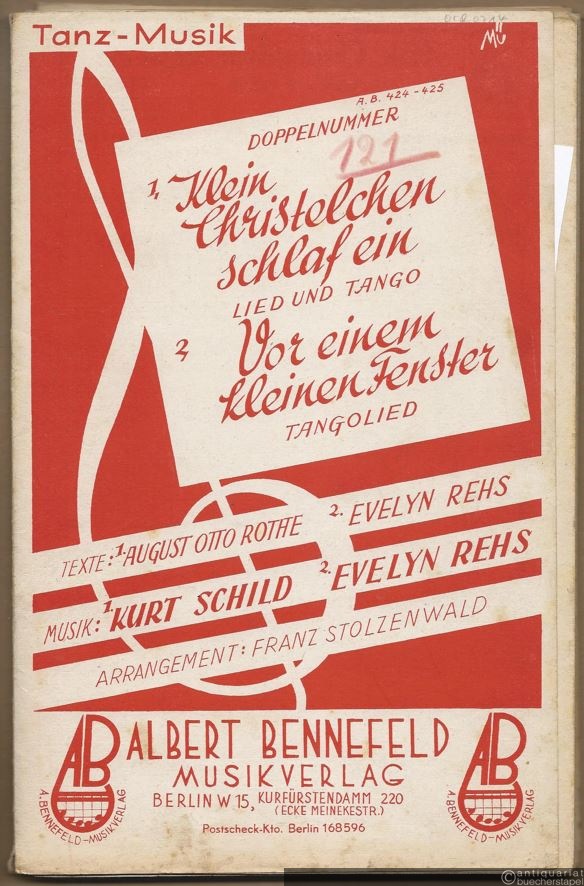 Tanz-Musik
Mü
A.B. 424-425
DOPPELNUMMER
121
1, Klein
Christelchen
schlaf ein
LIED UND TANGO
2, Vor einem
kleinen Fenster
TANGOLIED
TEXTE: 1. AUGUST OTTO ROTHE 2. EVELYN REHS
MUSIK: 1. KURT SCHILD 2. EVELYN REHS
ARRANGEMENT: FRANZ STOLZENWALD
AB
A. BENNEFELD-MUSIKVERLAG
ALBERT BENNEFELD
MUSIKVERLAG
BERLIN W 15, KURFÜRSTENDAMM 220
(ECKE MEINEKESTR.)
Postscheck-Kto. Berlin 168596
AB
A. BENNEFELD-MUSIKVERLAG
©antiquariat
buecherstapel